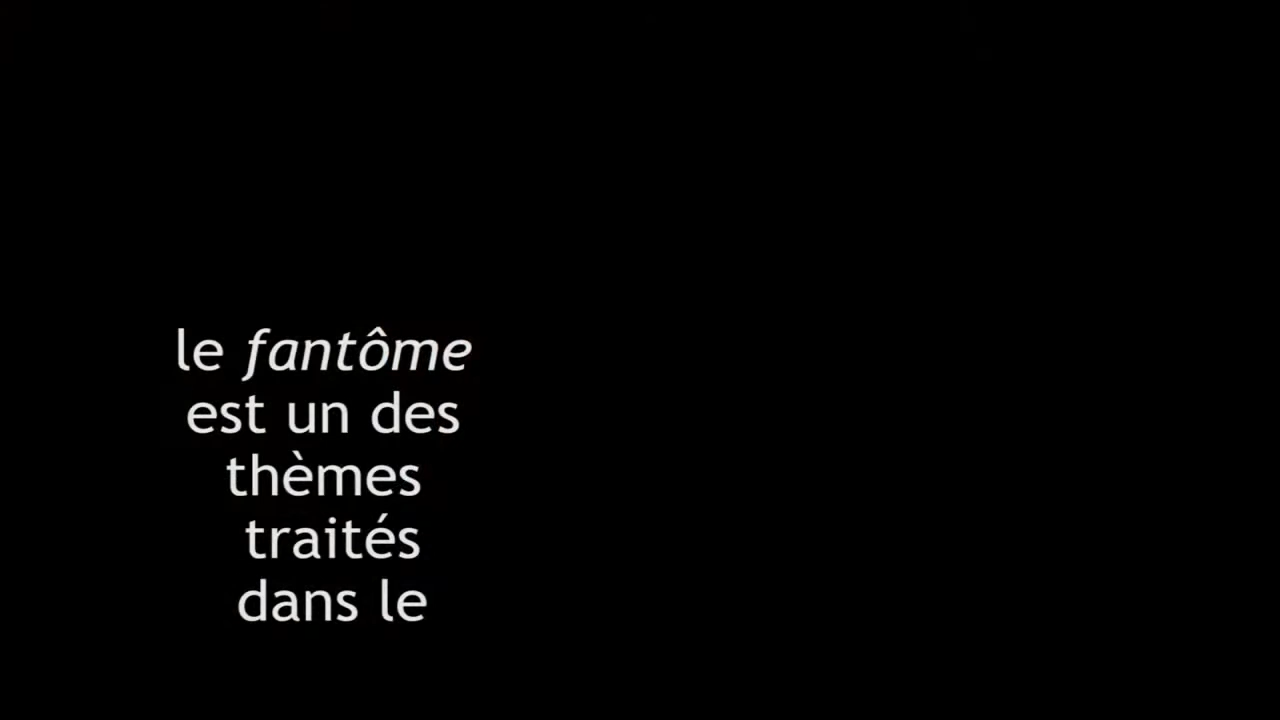 le fantôme
est un des
thèmes
traités
dans le